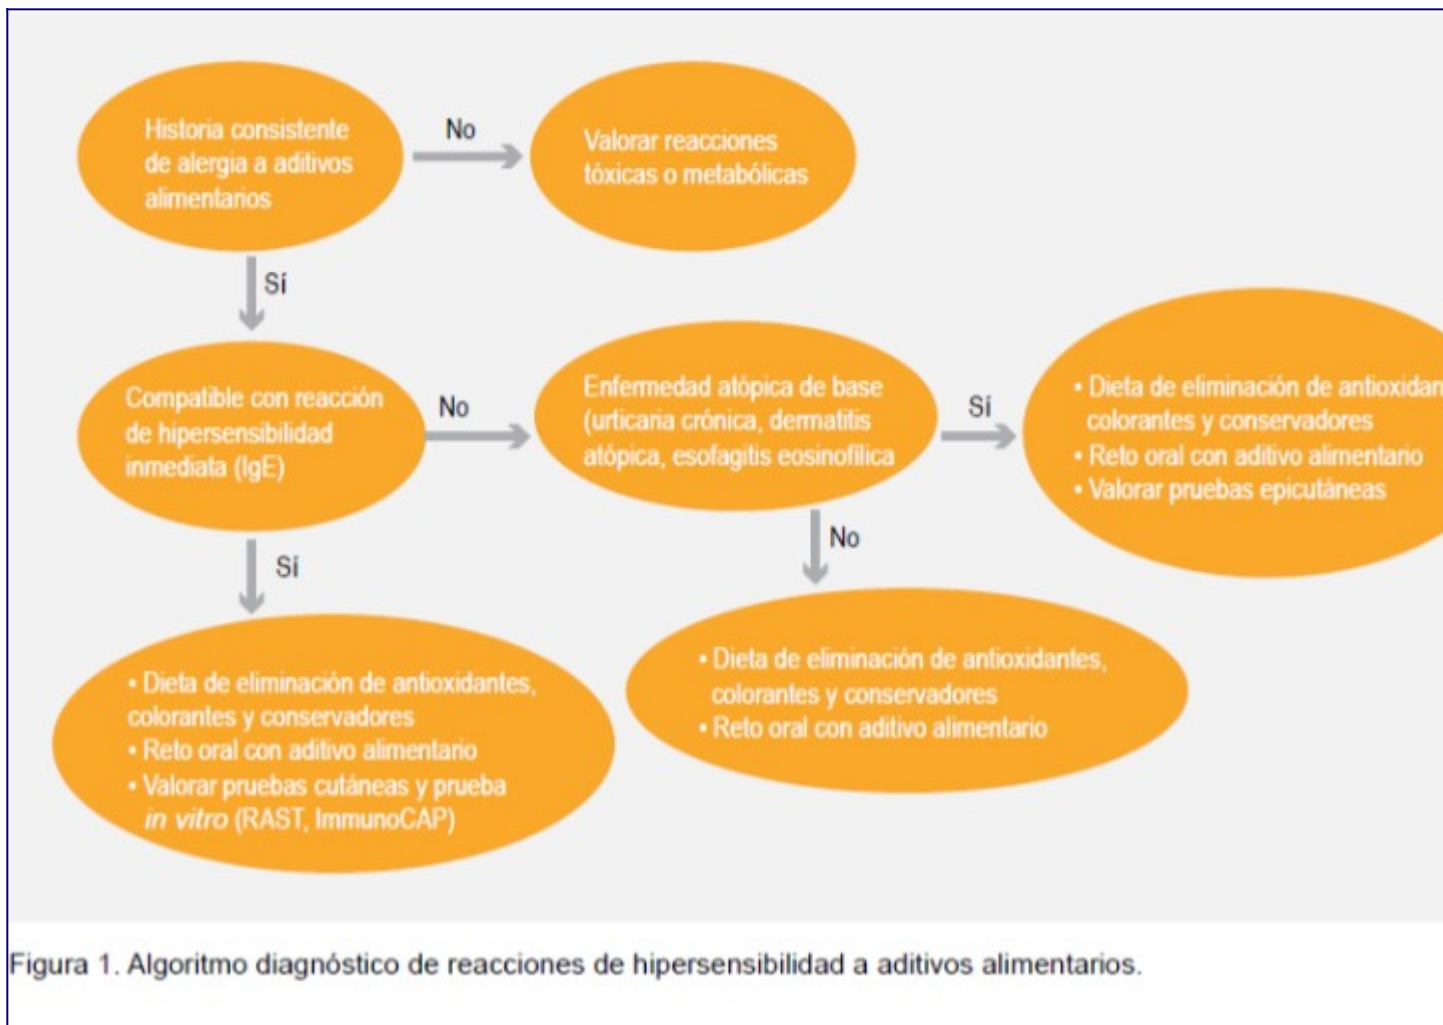 Historia consistente
de alergia a aditivos
alimentarios
No
Valorar reacciones
tóxicas o metabólicas
Sí
Compatible con reacción
de hipersensibilidad
inmediata (IgE)
No
Enfermedad atópica de base
(urticaria crónica, dermatitis
atópica, esofagitis eosinofílica
Sí
• Dieta de eliminación de antioxidan
colorantes y conservadores
• Reto oral con aditivo alimentario
• Valorar pruebas epicutáneas
Sí
No
• Dieta de eliminación de antioxidantes,
colorantes y conservadores
• Reto oral con aditivo alimentario
• Valorar pruebas cutáneas y prueba
in vitro (RAST, ImmunoCAP)
• Dieta de eliminación de antioxidantes,
colorantes y conservadores
• Reto oral con aditivo alimentario
Figura 1. Algoritmo diagnóstico de reacciones de hipersensibilidad a aditivos alimentarios.